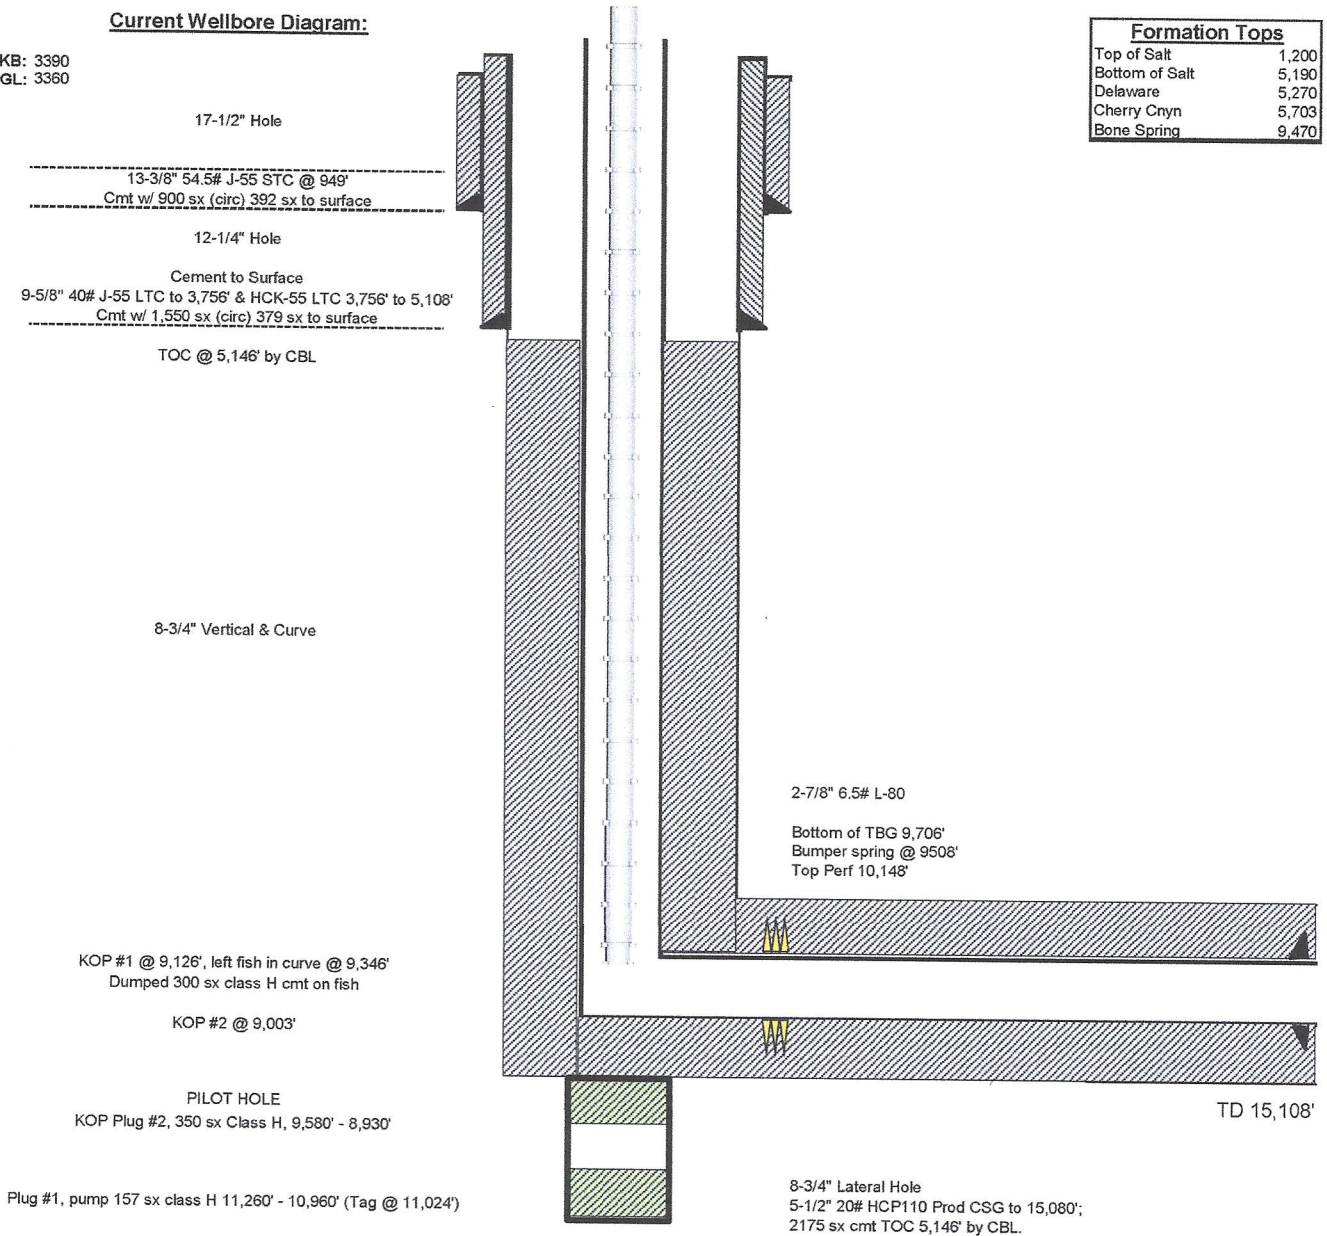 Current Wellbore Diagram:
KB: 3390
GL: 3360
Formation Tops
Top of Salt 1,200
Bottom of Salt 5,190
Delaware 5,270
Cherry Cnyn 5,703
Bone Spring 9,470
17-1/2" Hole
13-3/8" 54.5# J-55 STC @ 949'
Cmt w/ 900 sx (circ) 392 sx to surface
12-1/4" Hole
Cement to Surface
9-5/8" 40# J-55 LTC to 3,756' & HCK-55 LTC 3,756' to 5,108'
Cmt w/ 1,550 sx (circ) 379 sx to surface
TOC @ 5,146' by CBL
8-3/4" Vertical & Curve
2-7/8" 6.5# L-80
Bottom of TBG 9,706'
Bumper spring @ 9508'
Top Perf 10,148'
KOP #1 @ 9,126', left fish in curve @ 9,346'
Dumped 300 sx class H cmt on fish
KOP #2 @ 9,003'
PILOT HOLE
KOP Plug #2, 350 sx Class H, 9,580' - 8,930'
TD 15,108'
Plug #1, pump 157 sx class H 11,260' - 10,960' (Tag @ 11,024')
8-3/4" Lateral Hole
5-1/2" 20# HCP110 Prod CSG to 15,080';
2175 sx cmt TOC 5,146' by CBL.